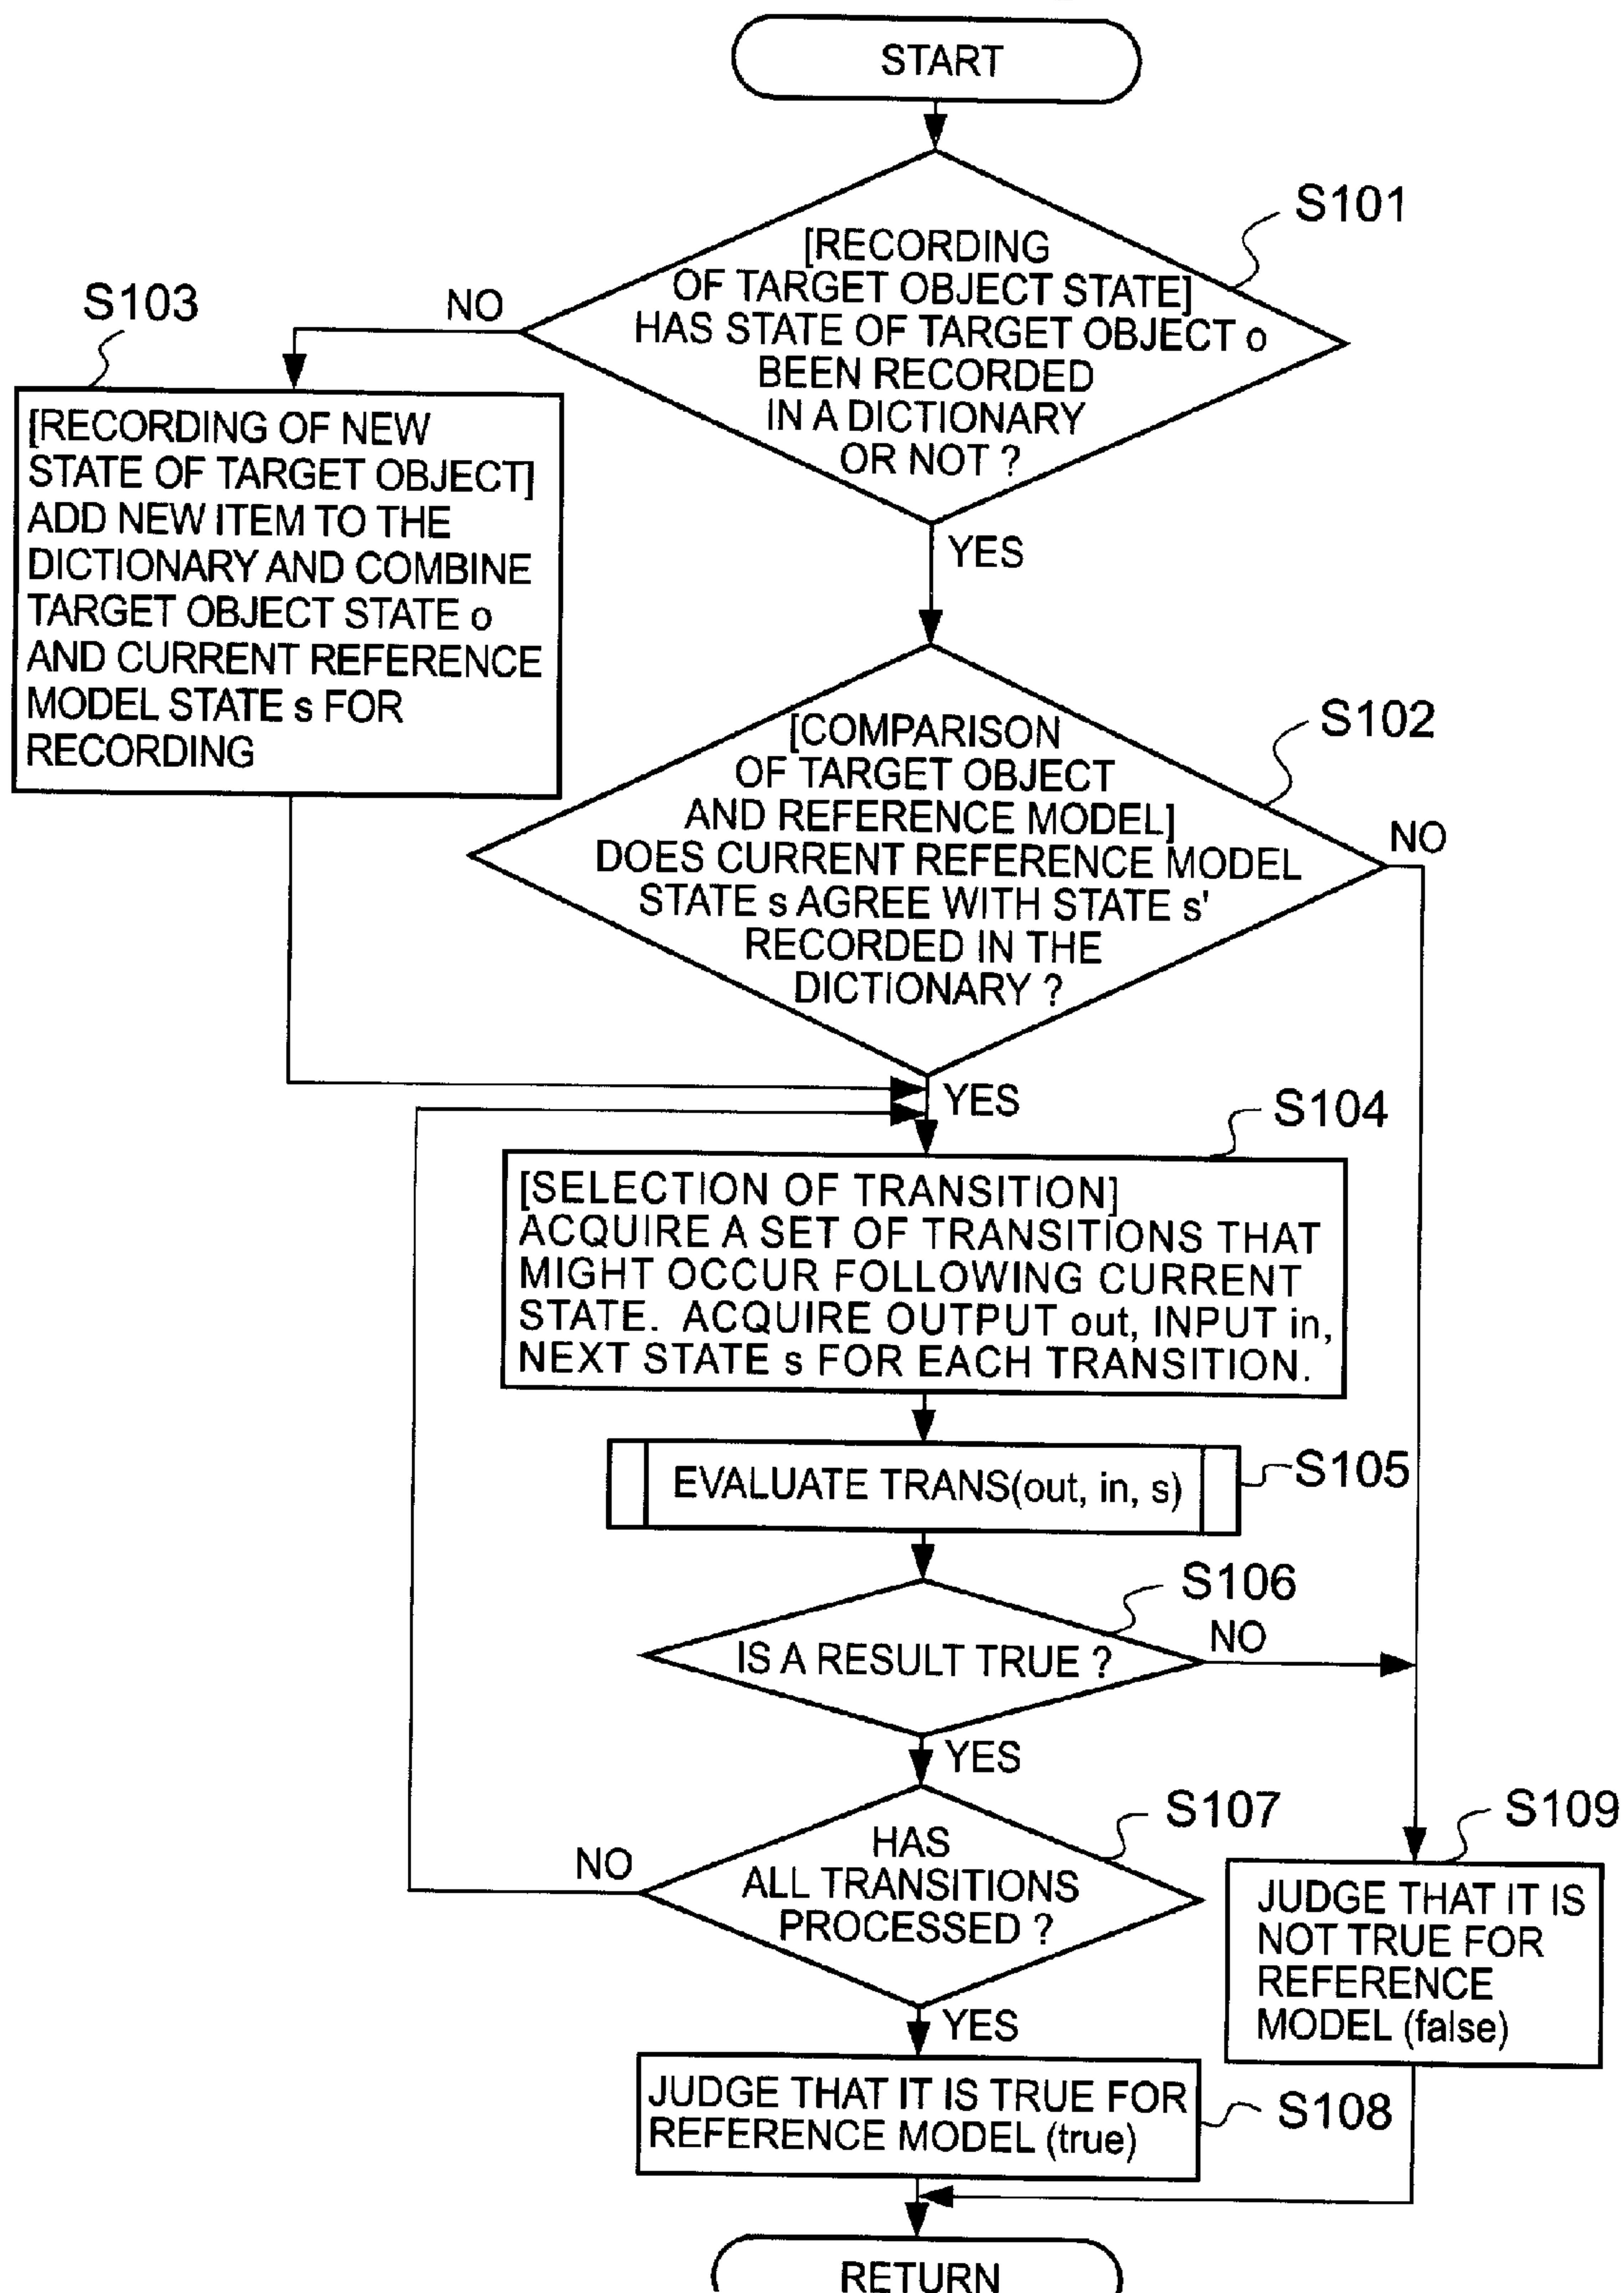 START
S101
[RECORDING
OF TARGET OBJECT STATE]
HAS STATE OF TARGET OBJECT o
BEEN RECORDED
IN A DICTIONARY
OR NOT ?
NO
S103
[RECORDING OF NEW
STATE OF TARGET OBJECT]
ADD NEW ITEM TO THE
DICTIONARY AND COMBINE
TARGET OBJECT STATE o
AND CURRENT REFERENCE
MODEL STATE s FOR
RECORDING
YES
S102
[COMPARISON
OF TARGET OBJECT
AND REFERENCE MODEL]
DOES CURRENT REFERENCE MODEL
STATE s AGREE WITH STATE s'
RECORDED IN THE
DICTIONARY ?
NO
YES
S104
[SELECTION OF TRANSITION]
ACQUIRE A SET OF TRANSITIONS THAT
MIGHT OCCUR FOLLOWING CURRENT
STATE. ACQUIRE OUTPUT out, INPUT in,
NEXT STATE s FOR EACH TRANSITION.
EVALUATE TRANS(out, in, s)
S105
S106
IS A RESULT TRUE ?
NO
YES
S107
HAS
ALL TRANSITIONS
PROCESSED ?
NO
S109
JUDGE THAT IT IS
NOT TRUE FOR
REFERENCE
MODEL (false)
YES
JUDGE THAT IT IS TRUE FOR
REFERENCE MODEL (true)
S108
RETURN